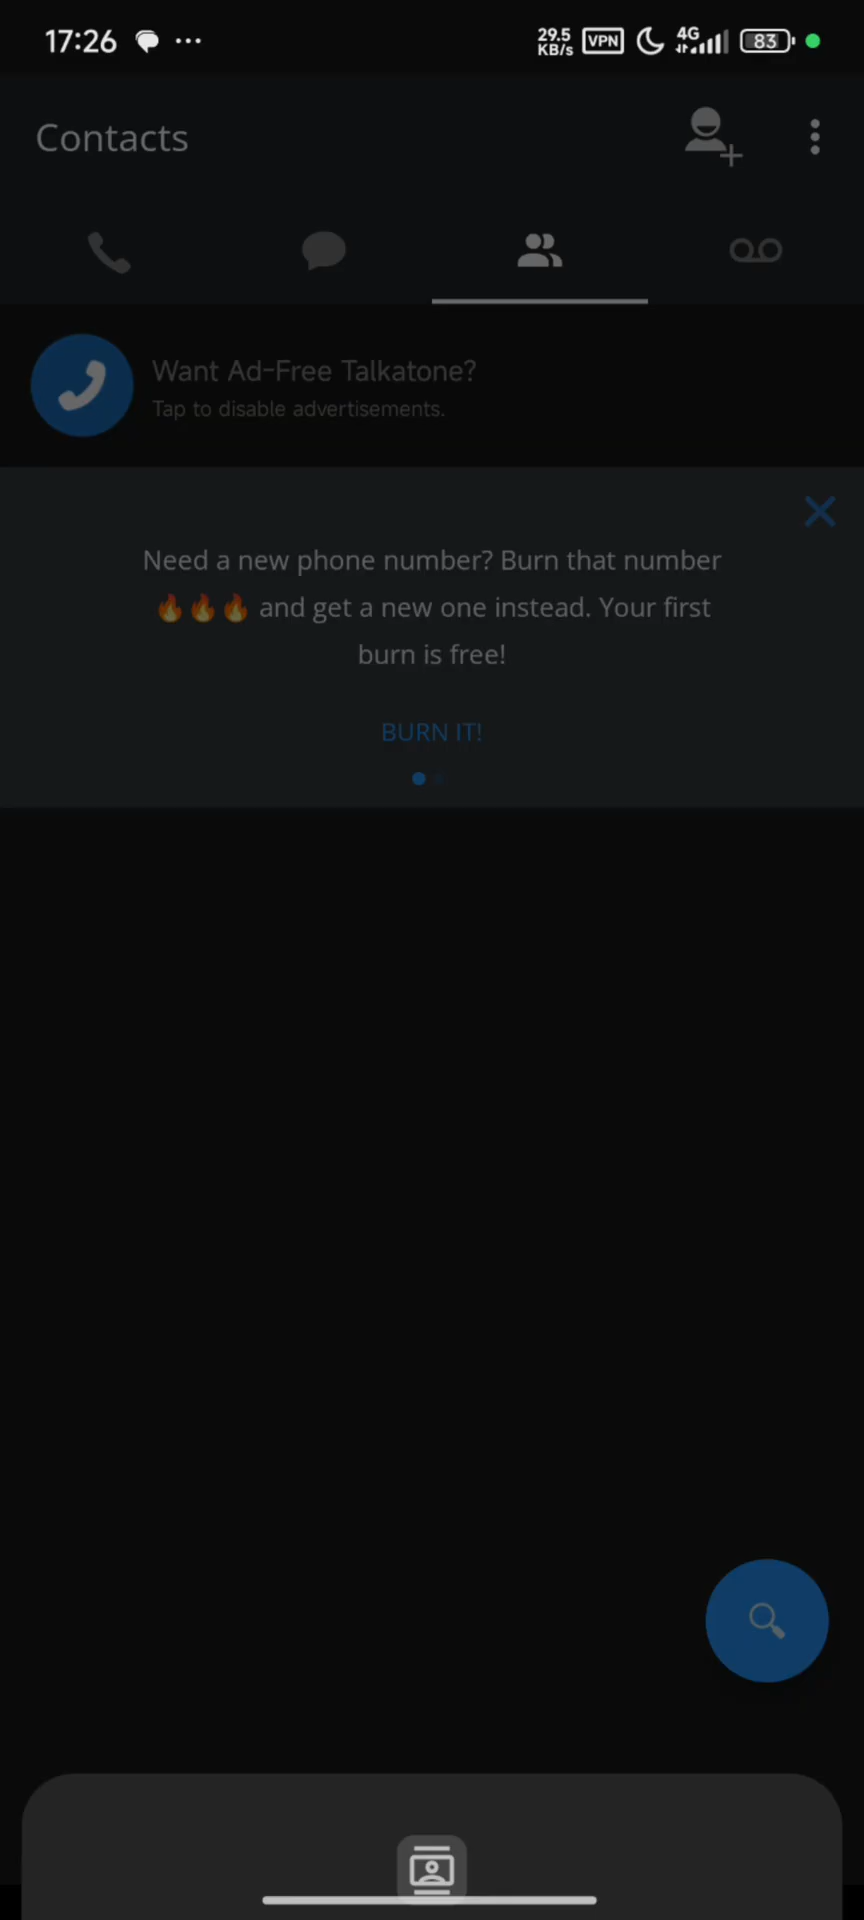 17:26
29.5
KB/s
VPN
4G
83
Contacts
Want Ad-Free Talkatone?
Tap to disable advertisements.
Need a new phone number? Burn that number
🔥🔥🔥 and get a new one instead. Your first
burn is free!
BURN IT!